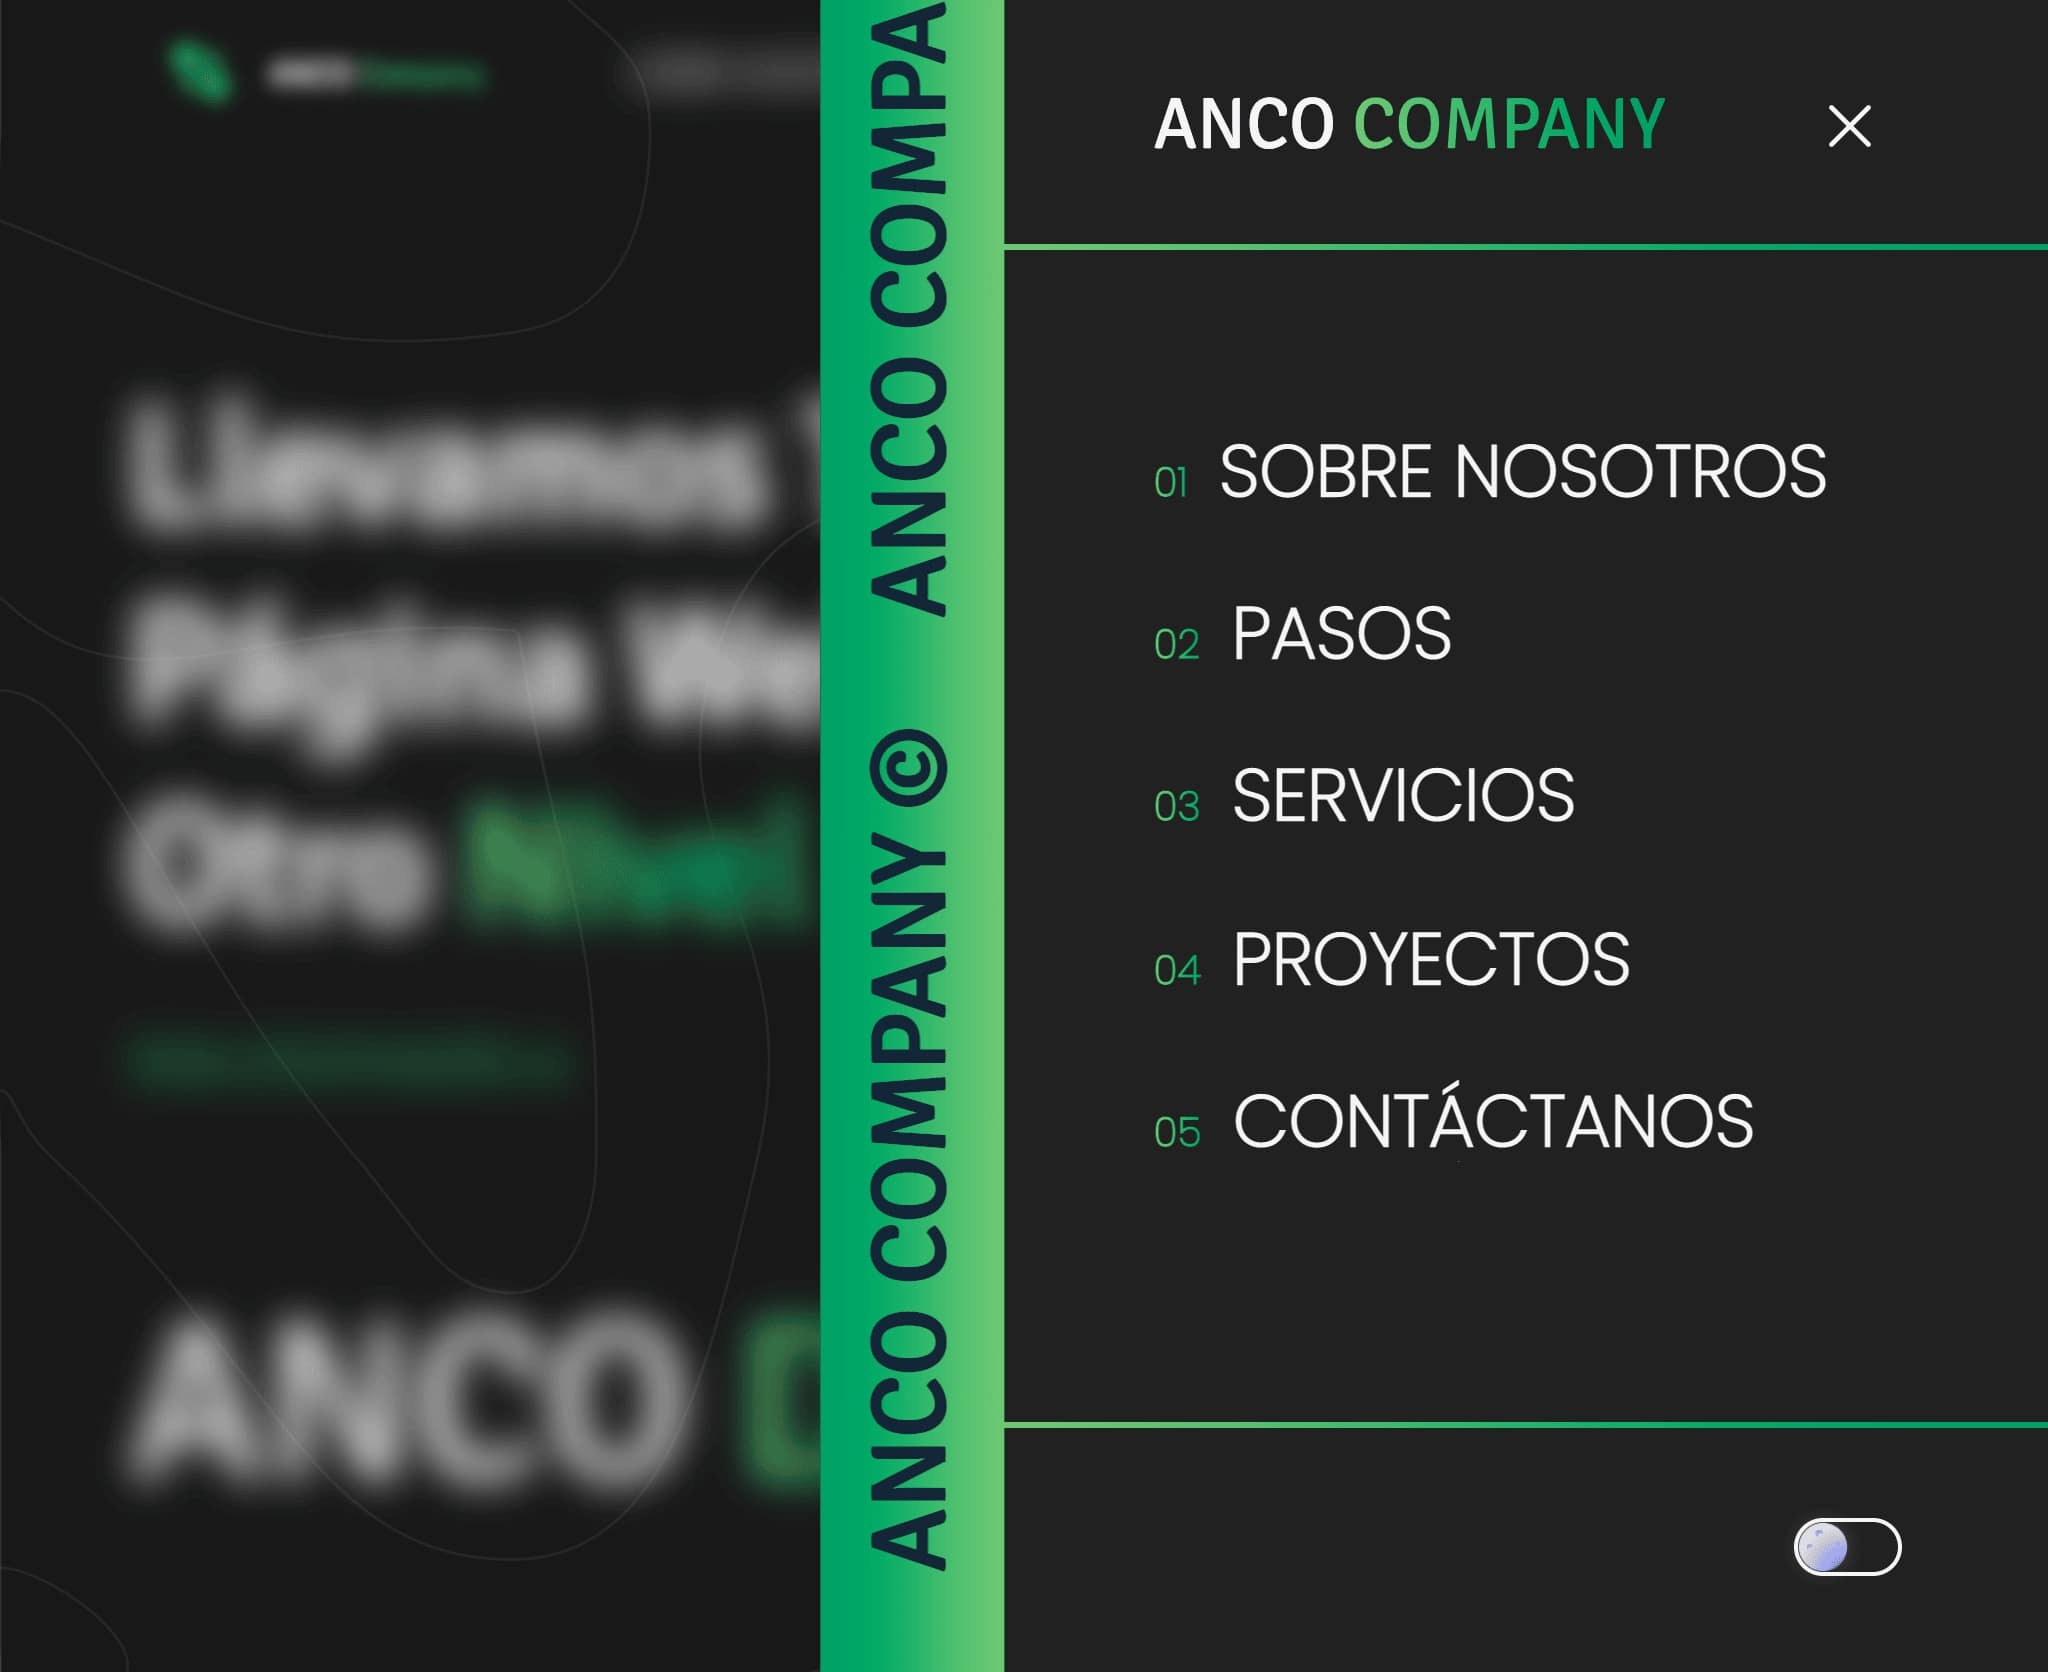 Llevamos
Página We
Otro Nivel
ANCO C
ANCO COMPANY © ANCO COMPA
ANCO COMPANY
01 SOBRE NOSOTROS
02 PASOS
03 SERVICIOS
04 PROYECTOS
05 CONTÁCTANOS